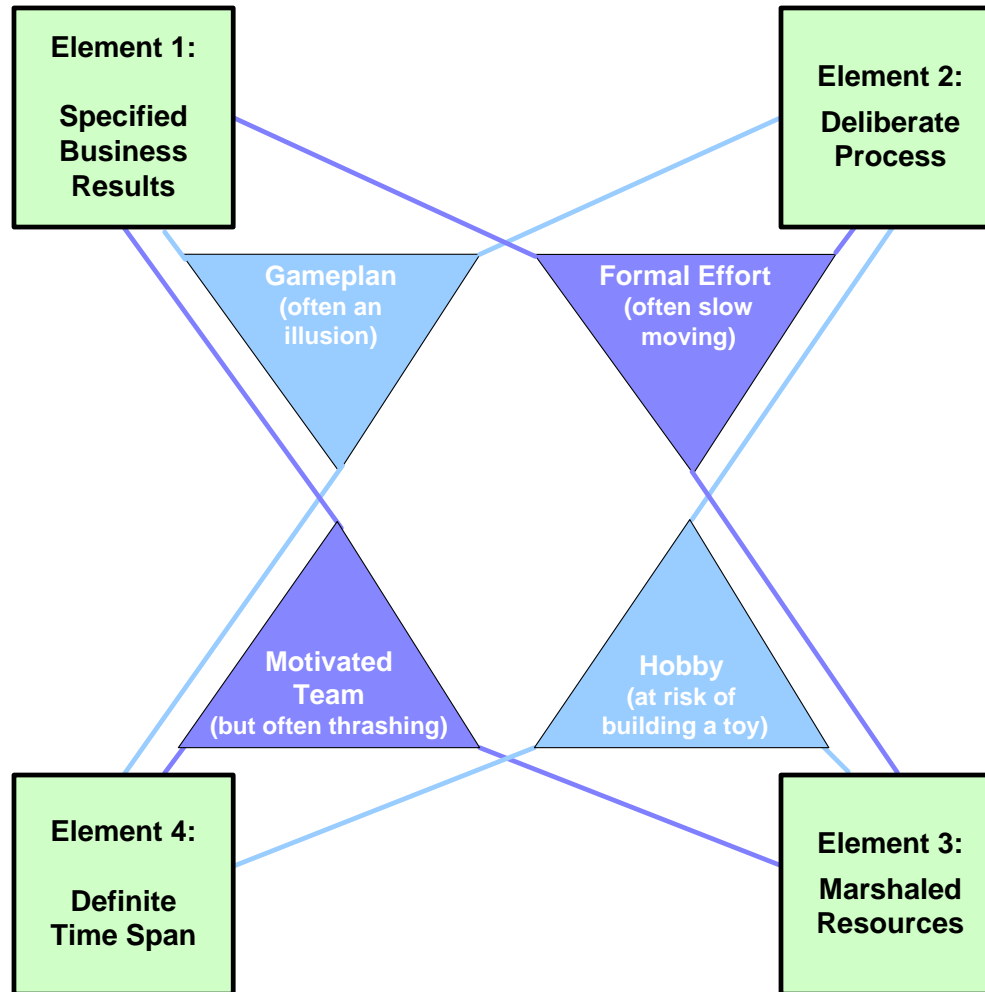 Element 1:
Specified
Business
Results
Element 2:
Deliberate
Process
Gameplan
(often an
illusion)
Formal Effort
(often slow
moving)
Motivated
Team
(but often thrashing)
Hobby
(at risk of
building a toy)
Element 4:
Definite
Time Span
Element 3:
Marshaled
Resources